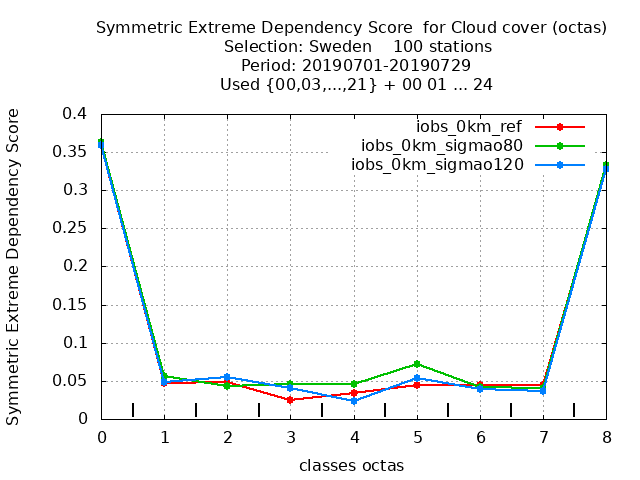 Symmetric Extreme Dependency Score  for Cloud cover (octas)
Selection: Sweden    100 stations
Period: 20190701-20190729
Used {00,03,...,21} + 00 01 ... 24
Symmetric Extreme Dependency Score
0.4
0.35
0.3
0.25
0.2
0.15
0.1
0.05
0
iobs_0km_ref
iobs_0km_sigmao80
iobs_0km_sigmao120
0 1 2 3 4 5 6 7 8
classes octas